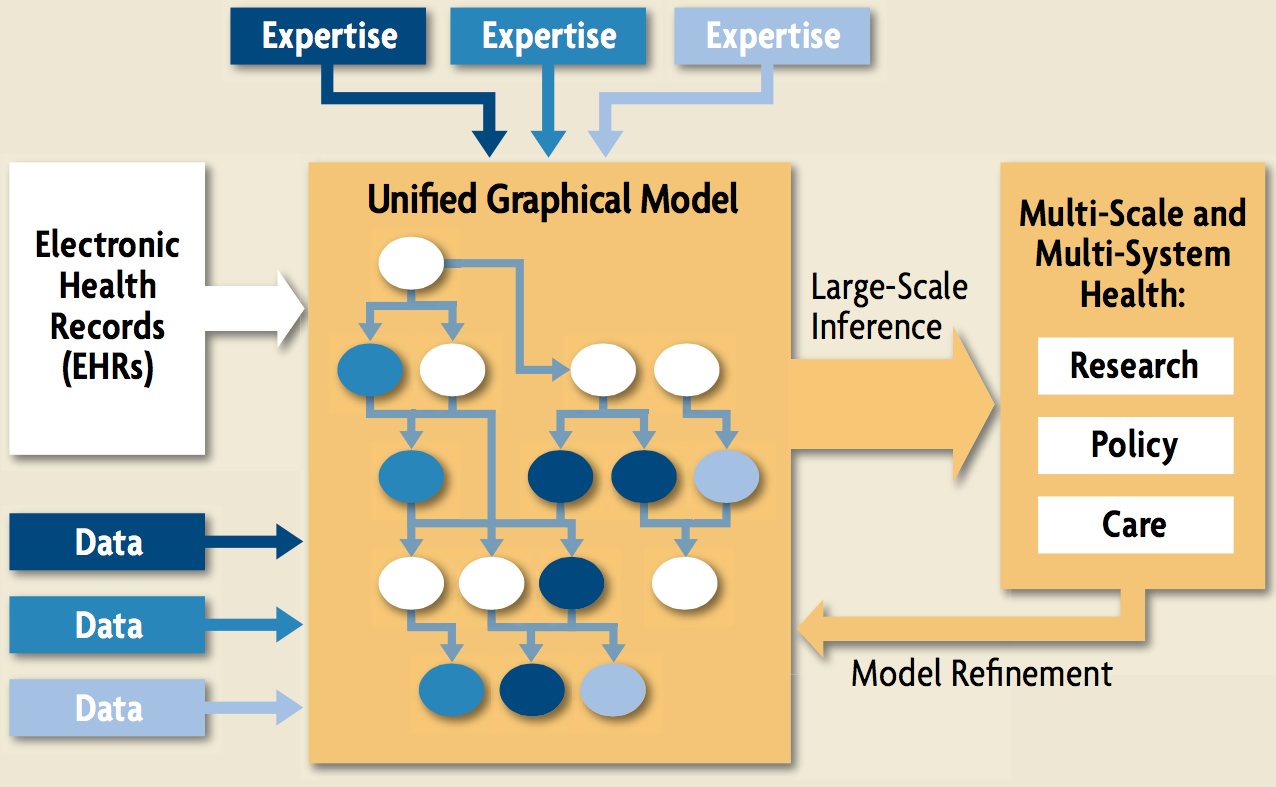 Expertise
Expertise
Expertise
Electronic
Health
Records
(EHRs)
Data
Data
Data
Unified Graphical Model
Large-Scale
Inference
Multi-Scale and
Multi-System
Health:
Research
Policy
Care
Model Refinement